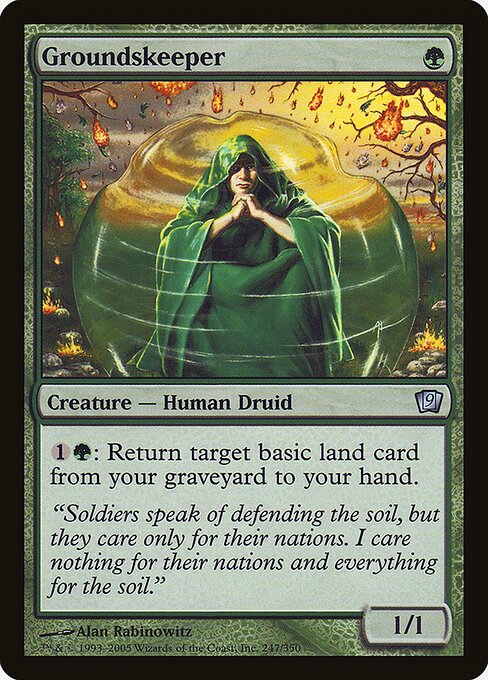 Groundskeeper
Creature — Human Druid
9
1: Return target basic land card
from your graveyard to your hand.
“Soldiers speak of defending the soil, but
they care only for their nations. I care
nothing for their nations and everything
for the soil.”
Alan Rabinowitz
1/1
™ & © 1993–2005 Wizards of the Coast, Inc. 247/350